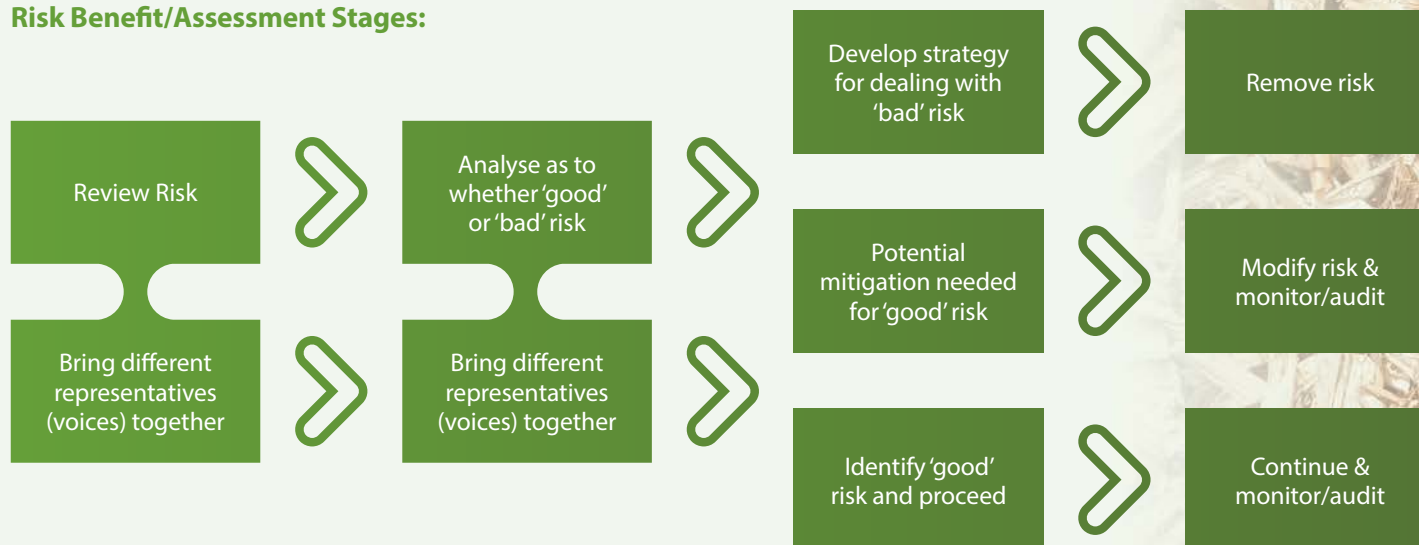 Risk Benefit/Assessment Stages:
Review Risk
Bring different
representatives
(voices) together
Analyse as to
whether ‘good’
or ‘bad’ risk
Bring different
representatives
(voices) together
Develop strategy
for dealing with
‘bad’ risk
Remove risk
Potential
mitigation needed
for ‘good’ risk
Modify risk &
monitor/audit
Identify ‘good’
risk and proceed
Continue &
monitor/audit